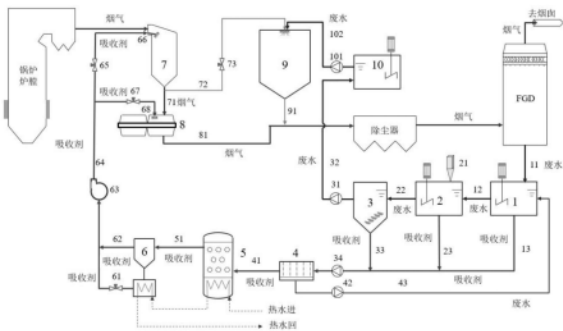 去烟囱
烟气
烟气
废水
102
66
吸收剂
锅炉
炉膛
101
10
7
73
9
65
72
FGD
67
吸收剂
71
烟气
68
8
91
除尘器
烟气
81
烟气
吸收剂
废水
32
11
废水
64
21
22
12
31
废水
废水
3
2
1
63
吸收剂
33
23
13
62
51
5
吸收剂
吸收剂
6
41
4
34
吸收剂
吸收剂
吸收剂
61
42
43
废水
热水进
热水回